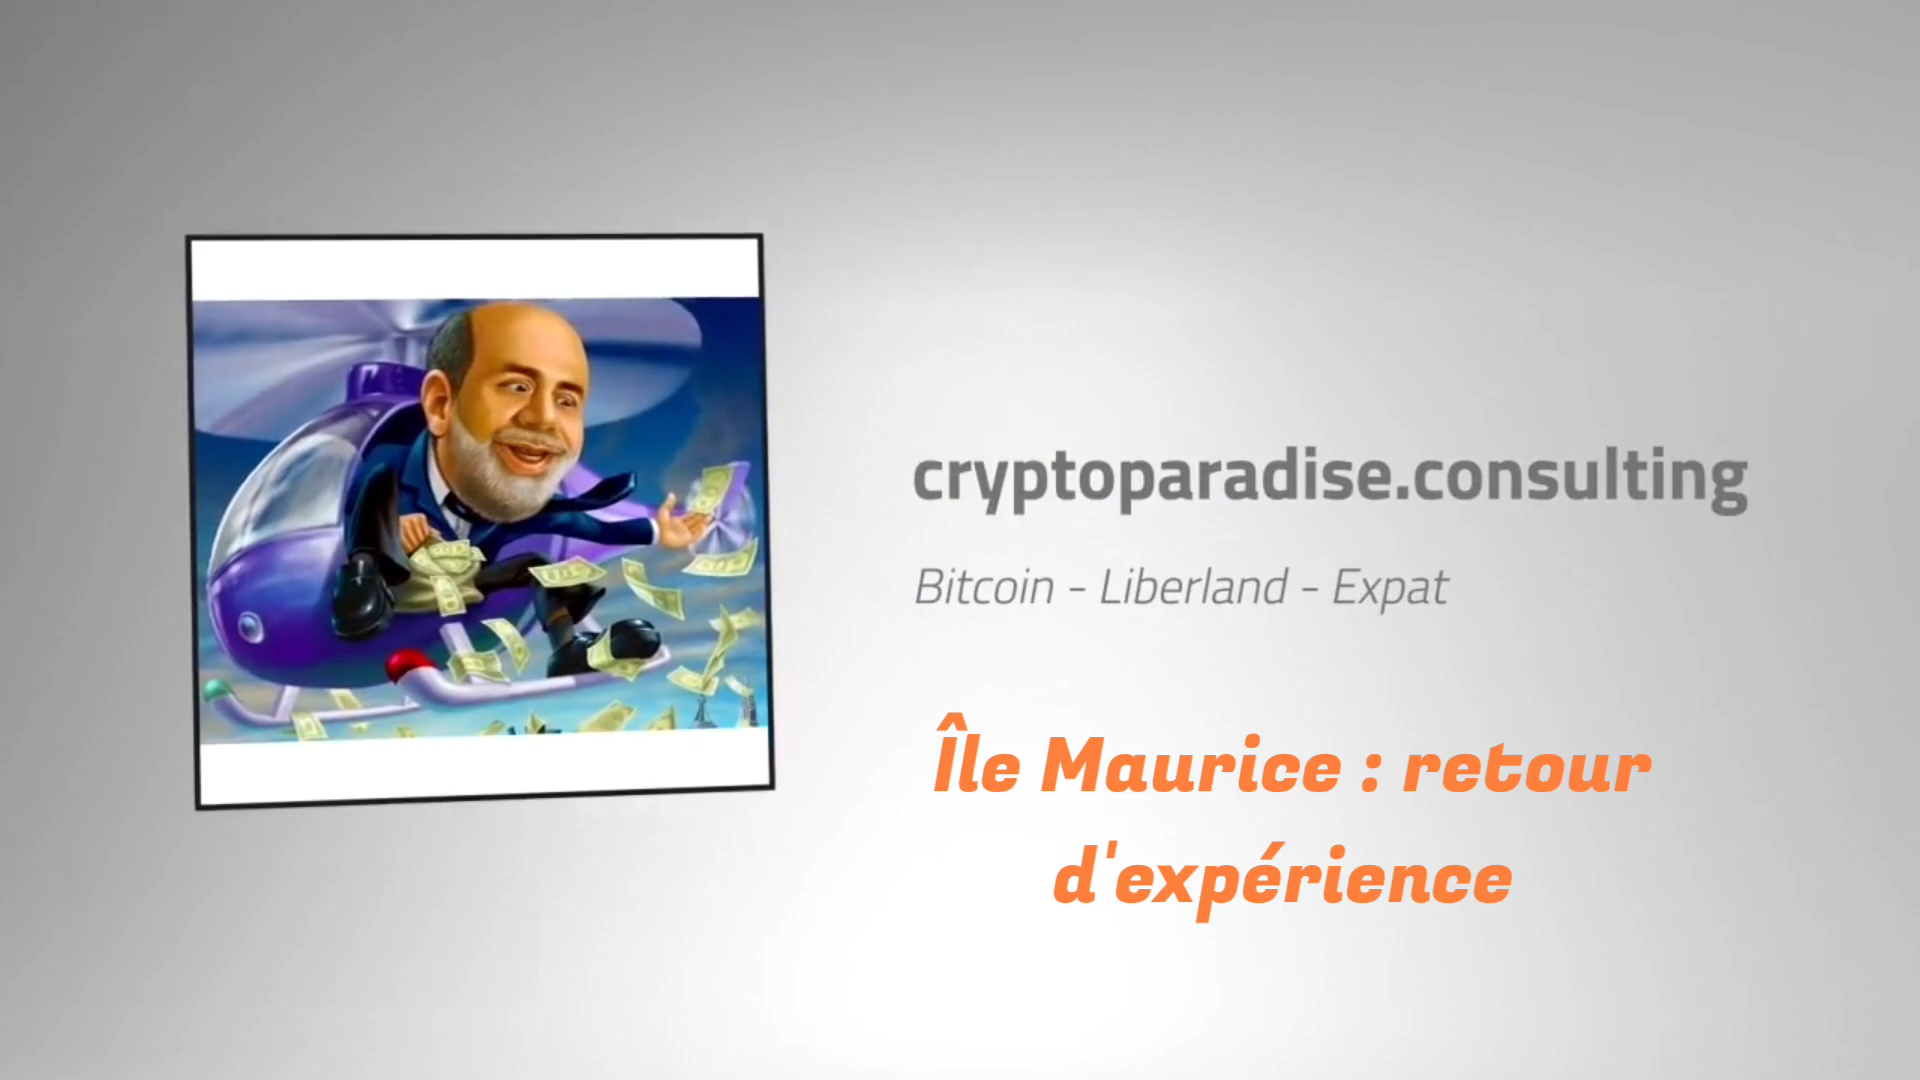 cryptoparadise.consulting
Bitcoin - Liberland - Expat
Île Maurice : retour
d'expérience